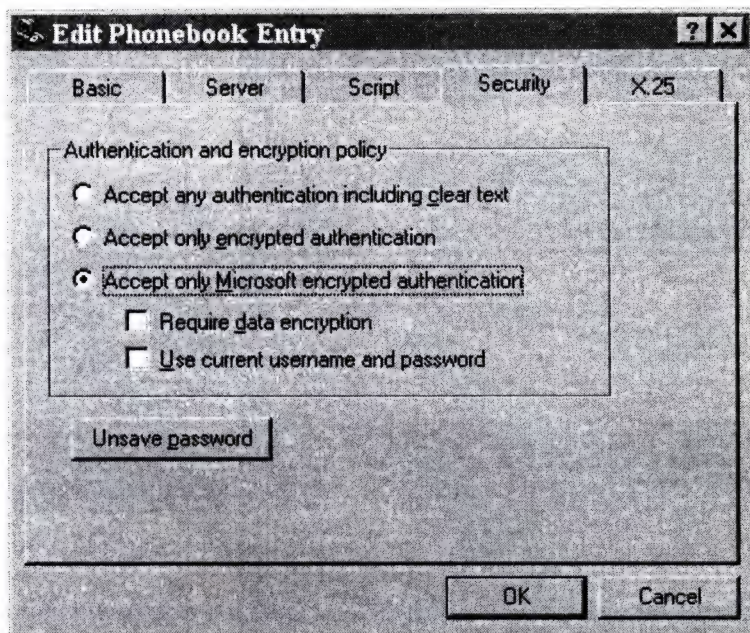 Edit Phonebook Entry
Basic Server Script Security X.25
Authentication and encryption policy
Accept any authentication including clear text
Accept only encrypted authentication
Accept only Microsoft encrypted authentication
Require data encryption
Use current username and password
Unsave password
OK Cancel